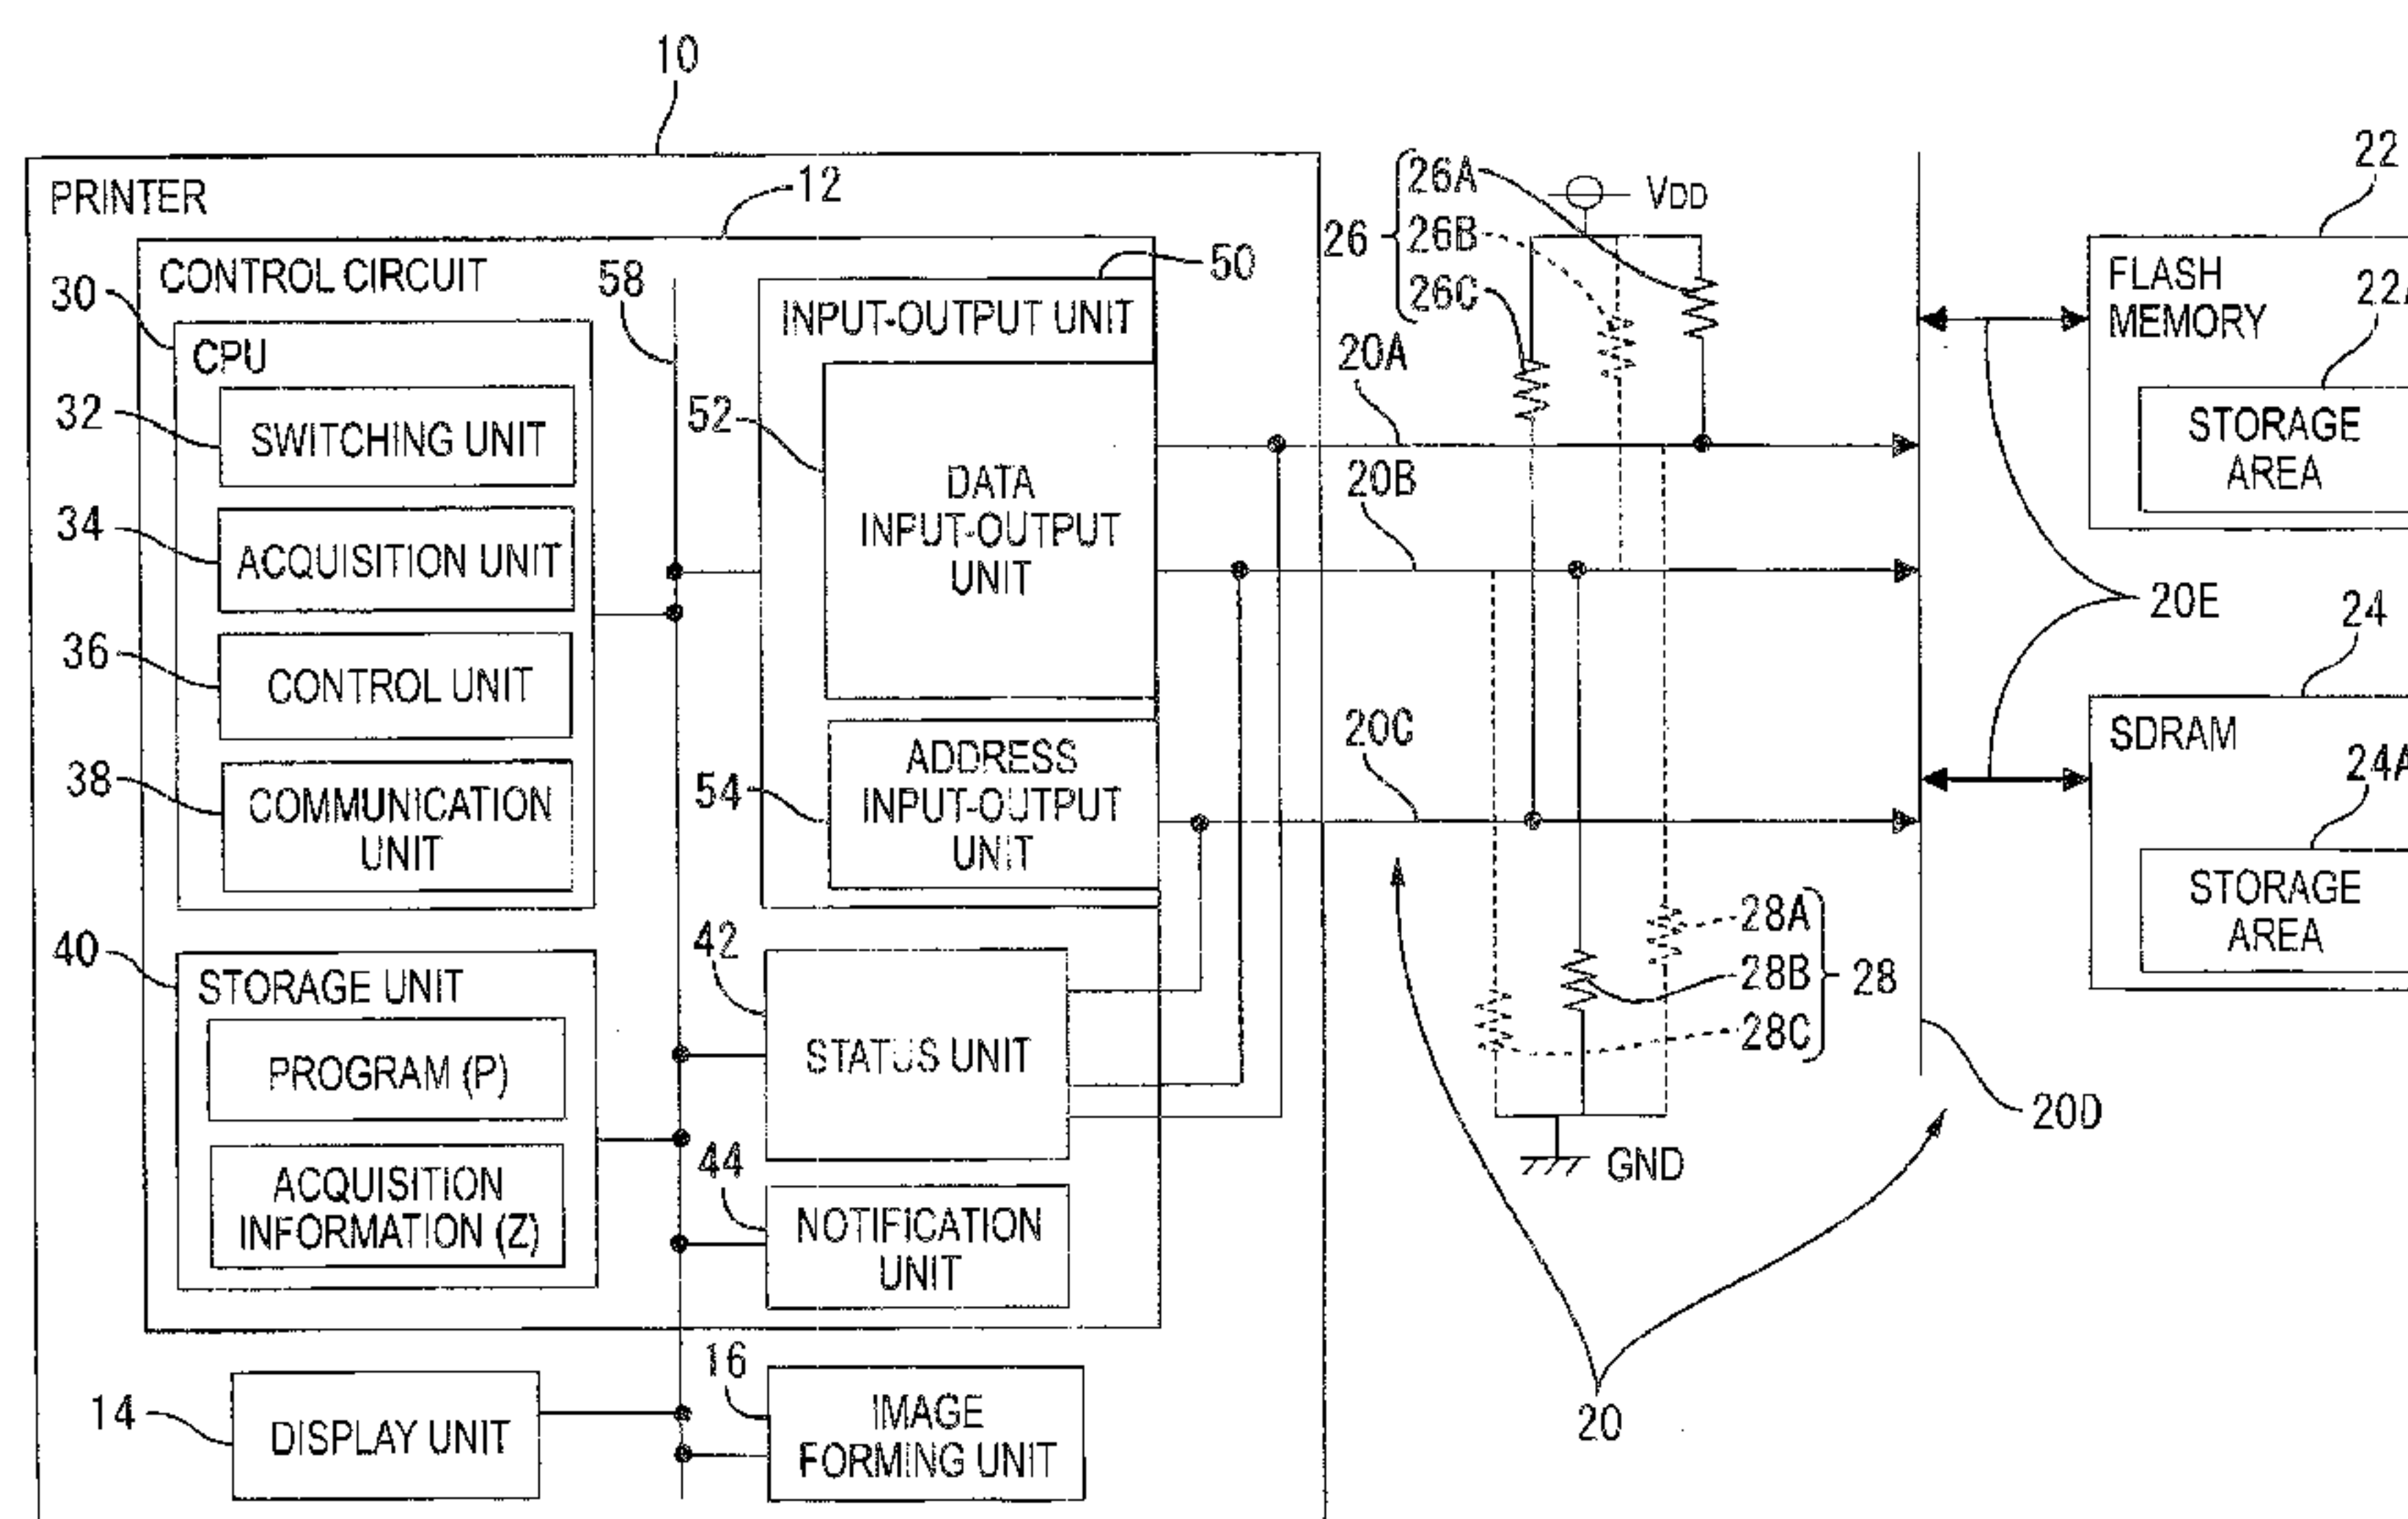 10
22
PRINTER
12
26A
VDD
26
26B
26C
CONTROL CIRCUIT
58
50
30
INPUT-OUTPUT UNIT
FLASH
MEMORY
22A
CPU
20A
32
SWITCHING UNIT
52
STORAGE
AREA
20B
DATA
INPUT-OUTPUT
UNIT
34
ACQUISITION UNIT
20E
24
36
CONTROL UNIT
20C
SDRAM
24A
38
COMMUNICATION
UNIT
54
ADDRESS
INPUT-OUTPUT
UNIT
STORAGE
AREA
28A
28B
28
28C
40
STORAGE UNIT
42
STATUS UNIT
PROGRAM (P)
20D
44
GND
ACQUISITION
INFORMATION (Z)
NOTIFICATION
UNIT
16
14
DISPLAY UNIT
IMAGE
FORMING UNIT
20